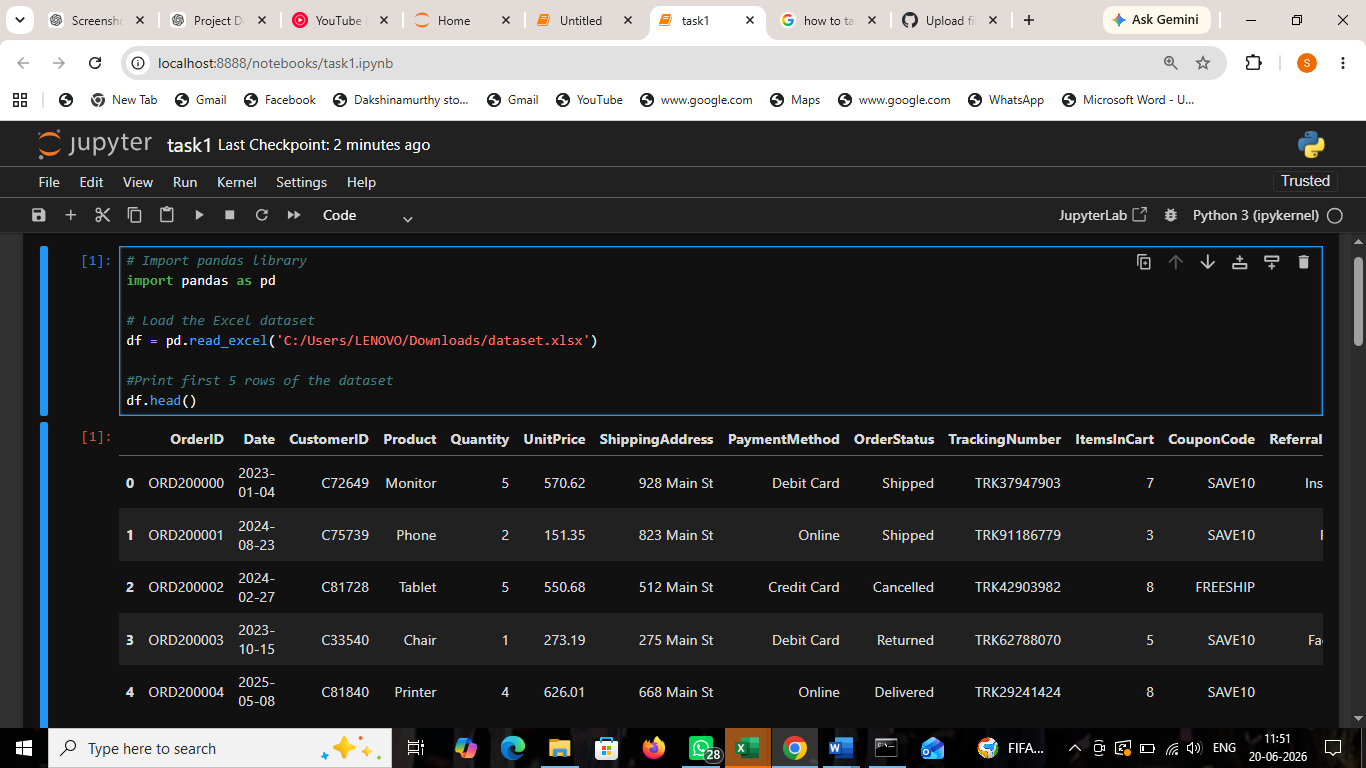 Screensho
Project D
YouTube
Home
Untitled
task1
how to ta
Upload fi
Ask Gemini
localhost:8888/notebooks/task1.ipynb
S
New Tab
Gmail
Facebook
Dakshinamurthy sto...
Gmail
YouTube
www.google.com
Maps
www.google.com
WhatsApp
Microsoft Word - U...
jupyter task1 Last Checkpoint: 2 minutes ago
File Edit View Run Kernel Settings Help
Trusted
Code
JupyterLab
Python 3 (ipykernel)
[1]:
# Import pandas library
import pandas as pd
# Load the Excel dataset
df = pd.read_excel('C:/Users/LENOVO/Downloads/dataset.xlsx')
#Print first 5 rows of the dataset
df.head()
[1]:
OrderID Date CustomerID Product Quantity UnitPrice ShippingAddress PaymentMethod OrderStatus TrackingNumber ItemsInCart CouponCode Referral
0 ORD200000 2023-01-04 C72649 Monitor 5 570.62 928 Main St Debit Card Shipped TRK37947903 7 SAVE10 Ins
1 ORD200001 2024-08-23 C75739 Phone 2 151.35 823 Main St Online Shipped TRK91186779 3 SAVE10
2 ORD200002 2024-02-27 C81728 Tablet 5 550.68 512 Main St Credit Card Cancelled TRK42903982 8 FREESHIP
3 ORD200003 2023-10-15 C33540 Chair 1 273.19 275 Main St Debit Card Returned TRK62788070 5 SAVE10 Fa
4 ORD200004 2025-05-08 C81840 Printer 4 626.01 668 Main St Online Delivered TRK29241424 8 SAVE10
Type here to search
28
FIFA...
ENG
11:51
20-06-2026